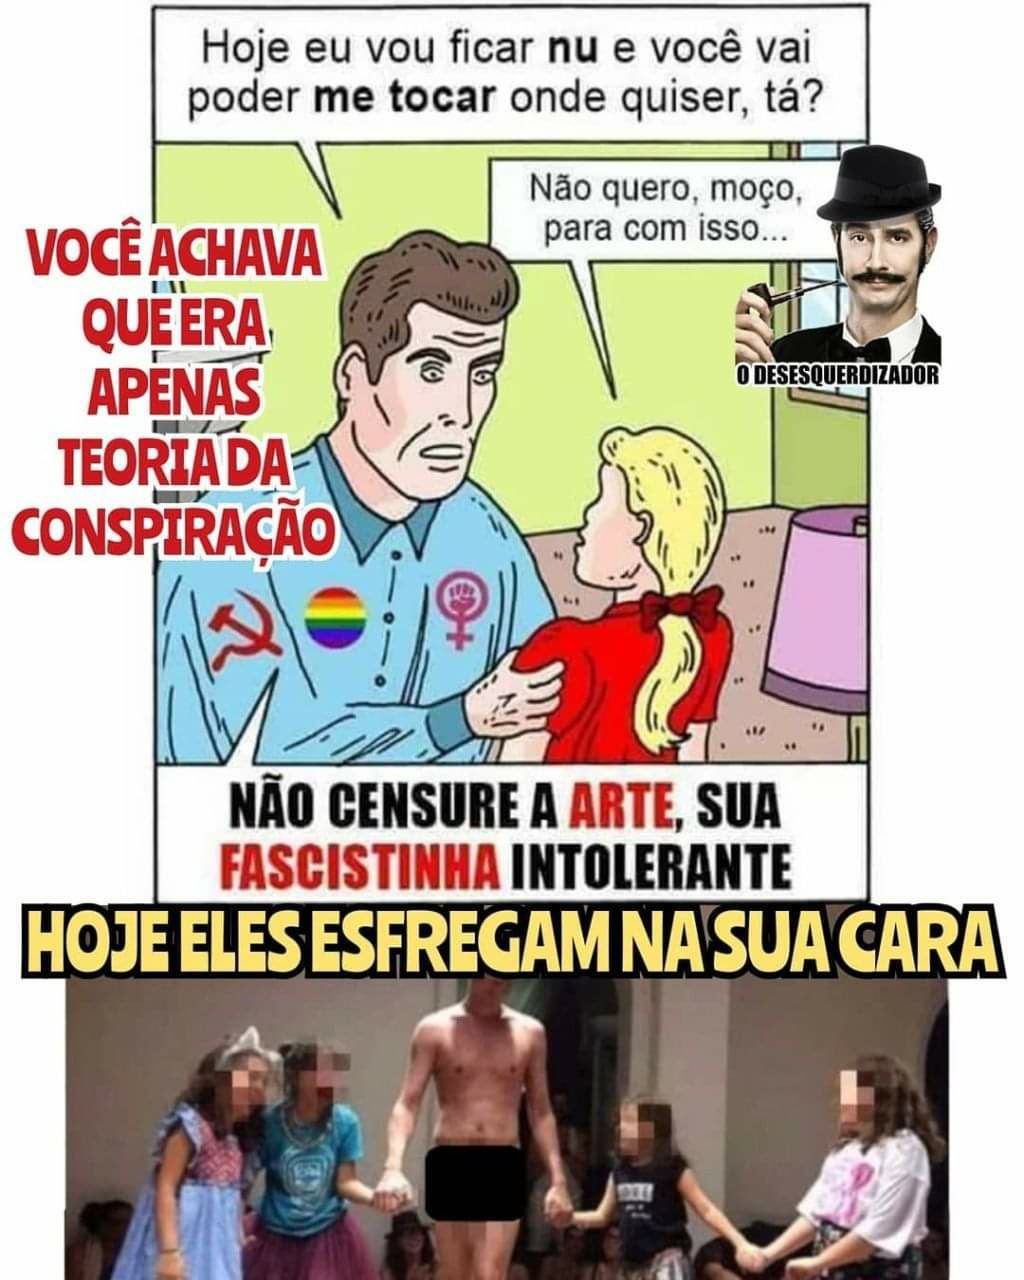 Hoje eu vou ficar nu e você vai
poder me tocar onde quiser, tá?
Não quero, moço,
para com isso...
VOCÊ ACHAVA
QUE ERA
APENAS
TEORIA DA
CONSPIRAÇÃO
O DESESQUERDIZADOR
NÃO CENSURE A ARTE, SUA
FASCISTINHA INTOLERANTE
HOJE ELES ESFREGAM NA SUA CARA